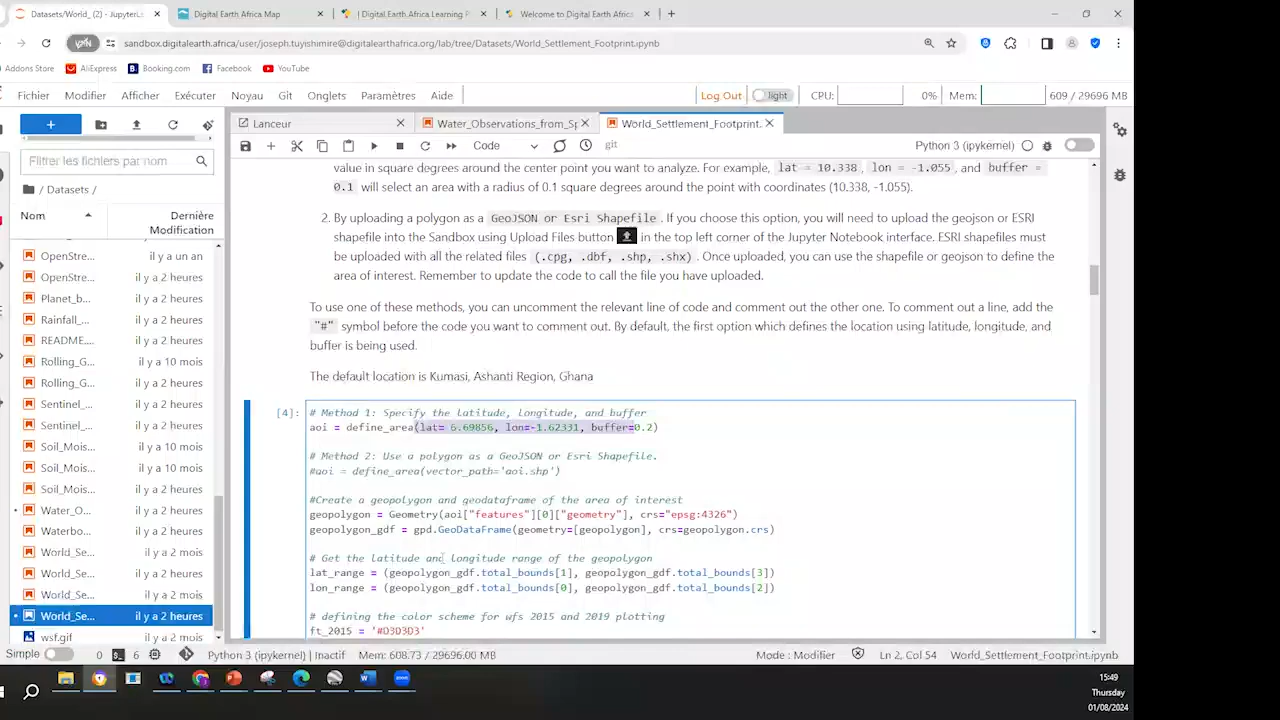 Datasets/World_ - JupyterL
Digital Earth Africa Map
| Digital Earth Africa Learning P
Welcome to Digital Earth Africa
VPN
sandbox.digitalearth.africa/user/joseph.tuyishimire@digitalearthafrica.org/lab/tree/Datasets/World_Settlement_Footprint.ipynb
Addons Store
AliExpress
Booking.com
Facebook
YouTube
Fichier Modifier Afficher Exécuter Noyau Git Onglets Paramètres Aide
Log Out
light
CPU: 0% Mem: 609 / 29696 MB
Lanceur
Water_Observations_from_Sp
World_Settlement_Footprint.
Code
git
Python 3 (ipykernel)
Filtrer les fichiers par nom
/ Datasets /
Nom
Dernière Modification
OpenStre... il y a un an
OpenStre... il y a 2 heures
Planet_b... il y a 2 heures
Rainfall_... il y a 2 heures
README.... il y a 2 heures
Rolling_G... il y a 10 mois
Rolling_G... il y a 2 heures
Sentinel_... il y a 2 heures
Sentinel_... il y a 2 heures
Soil_Mois... il y a 10 mois
Soil_Mois... il y a 10 mois
Soil_Mois... il y a 2 heures
Water_O... il y a 2 heures
Waterbo... il y a 2 heures
World_Se... il y a 2 mois
World_Se... il y a 2 heures
World_Se... il y a 2 mois
World_Se... il y a 2 heures
wsf.gif il y a 2 mois
value in square degrees around the center point you want to analyze. For example, lat = 10.338 , lon = -1.055 , and buffer =
0.1 will select an area with a radius of 0.1 square degrees around the point with coordinates (10.338, -1.055).
2. By uploading a polygon as a GeoJSON or Esri Shapefile . If you choose this option, you will need to upload the geojson or ESRI
shapefile into the Sandbox using Upload Files button in the top left corner of the Jupyter Notebook interface. ESRI shapefiles must
be uploaded with all the related files (.cpg, .dbf, .shp, .shx) . Once uploaded, you can use the shapefile or geojson to define the
area of interest. Remember to update the code to call the file you have uploaded.
To use one of these methods, you can uncomment the relevant line of code and comment out the other one. To comment out a line, add the
"#" symbol before the code you want to comment out. By default, the first option which defines the location using latitude, longitude, and
buffer is being used.
The default location is Kumasi, Ashanti Region, Ghana
[4]: # Method 1: Specify the latitude, longitude, and buffer
aoi = define_area(lat= 6.69856, lon=-1.62331, buffer=0.2)
# Method 2: Use a polygon as a GeoJSON or Esri Shapefile.
#aoi = define_area(vector_path='aoi.shp')
#Create a geopolygon and geodataframe of the area of interest
geopolygon = Geometry(aoi["features"][0]["geometry"], crs="epsg:4326")
geopolygon_gdf = gpd.GeoDataFrame(geometry=[geopolygon], crs=geopolygon.crs)
# Get the latitude and longitude range of the geopolygon
lat_range = (geopolygon_gdf.total_bounds[1], geopolygon_gdf.total_bounds[3])
lon_range = (geopolygon_gdf.total_bounds[0], geopolygon_gdf.total_bounds[2])
# defining the color scheme for wfs 2015 and 2019 plotting
ft_2015 = '#D3D3D3'
Simple 0 6 Python 3 (ipykernel) | Inactif Mem: 608.73 / 29696.00 MB Mode : Modifier Ln 2, Col 54 World_Settlement_Footprint.ipynb
15:49
Thursday
01/08/2024